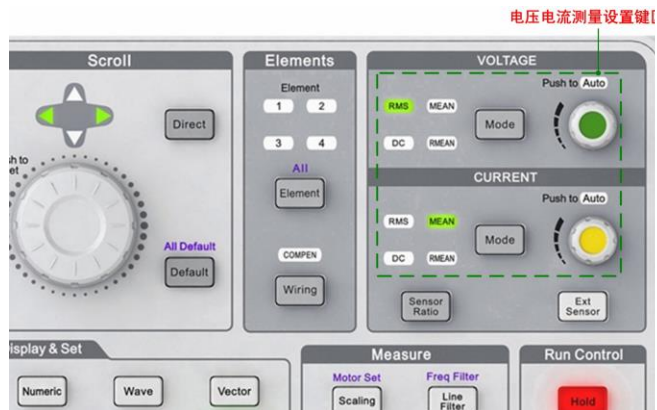 电压电流测量设置键
Scroll
Elements
VOLTAGE
Element
Push to Auto
1 2
RMS MEAN
Direct
Mode
3 4
DC RMEAN
All
CURRENT
Element
Push to Auto
RMS MEAN
Mode
All Default
COMPEN
DC RMEAN
Default
Wiring
Sensor
Ratio
Ext
Sensor
isplay & Set
Measure
Run Control
Motor Set
Freq Filter
Numeric
Wave
Vector
Scaling
Line
Filter
Hold